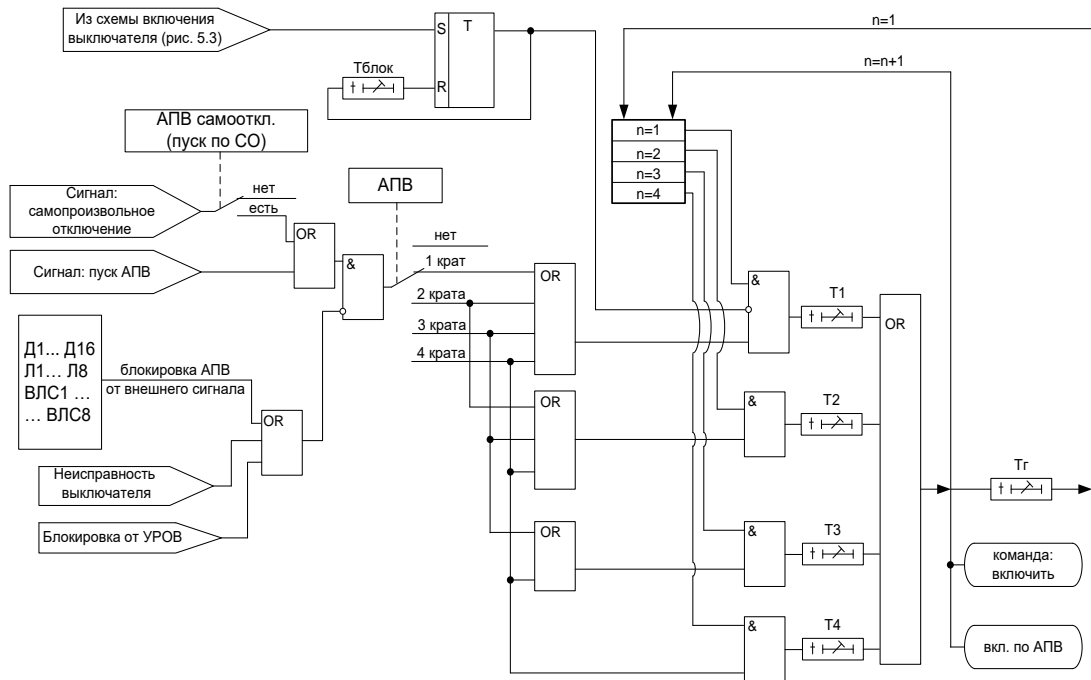 Из схемы включения
выключателя (рис. 5.3)
S
T
R
Тблок
n=1
n=n+1
АПВ самооткл.
(пуск по СО)
n=1
n=2
n=3
n=4
АПВ
Сигнал:
самопроизвольное
отключение
нет
есть
OR
Сигнал: пуск АПВ
&
нет
1 крат
2 крата
3 крата
4 крата
OR
&
T1
OR
Д1... Д16
Л1... Л8
ВЛС1 ...
... ВЛС8
блокировка АПВ
от внешнего сигнала
OR
Неисправность
выключателя
Блокировка от УРОВ
OR
&
T2
Тг
OR
&
T3
команда:
включить
&
T4
вкл. по АПВ